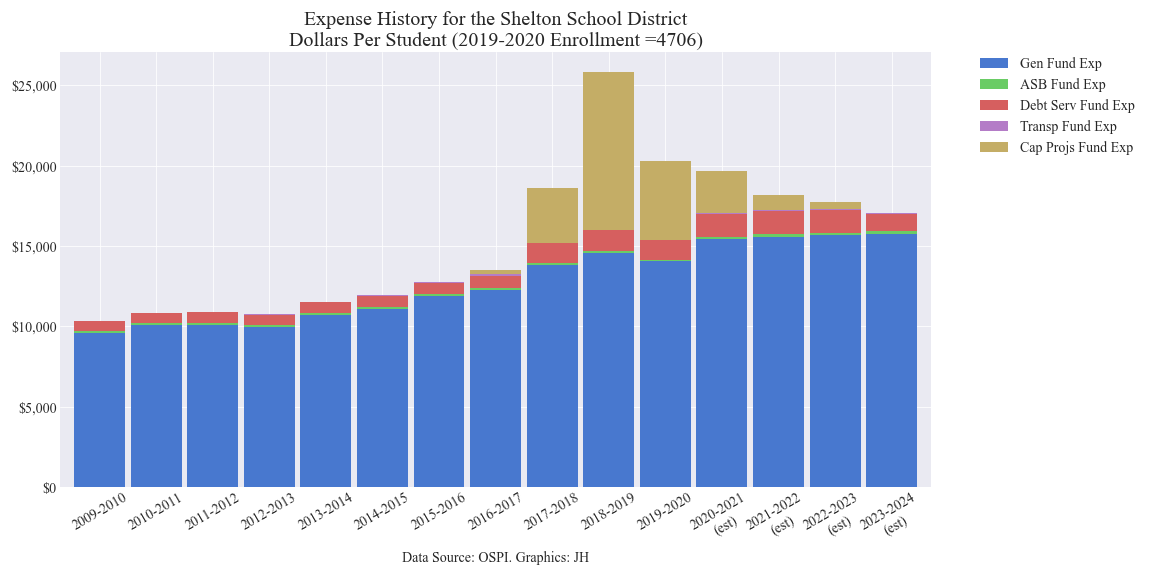 Expense History for the Shelton School District
Dollars Per Student (2019-2020 Enrollment =4706)
$25,000
$20,000
$15,000
$10,000
$5,000
$0
2009-2010
2010-2011
2011-2012
2012-2013
2013-2014
2014-2015
2015-2016
2016-2017
2017-2018
2018-2019
2019-2020
2020-2021
(est)
2021-2022
(est)
2022-2023
(est)
2023-2024
(est)
Data Source: OSPI. Graphics: JH
Gen Fund Exp
ASB Fund Exp
Debt Serv Fund Exp
Transp Fund Exp
Cap Projs Fund Exp